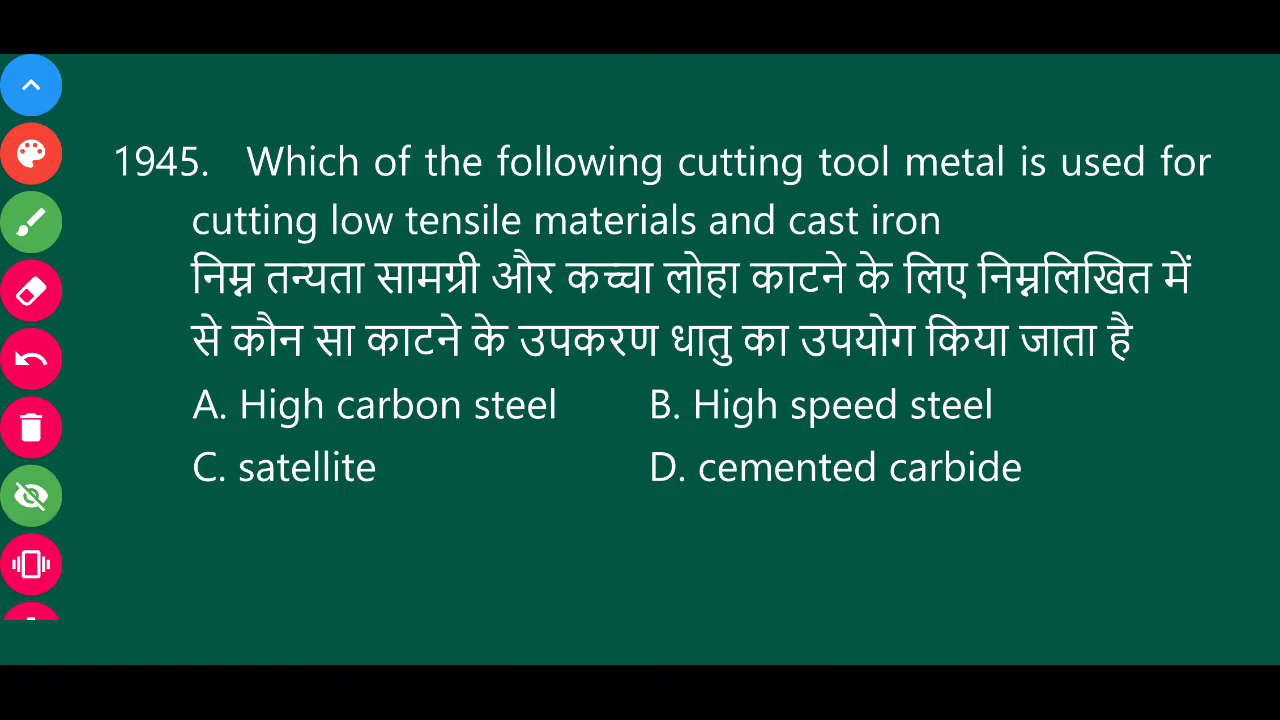 1945. Which of the following cutting tool metal is used for
cutting low tensile materials and cast iron
निम्न तन्यता सामग्री और कच्चा लोहा काटने के लिए निम्नलिखित में
से कौन सा काटने के उपकरण धातु का उपयोग किया जाता है
A. High carbon steel B. High speed steel
C. satellite D. cemented carbide